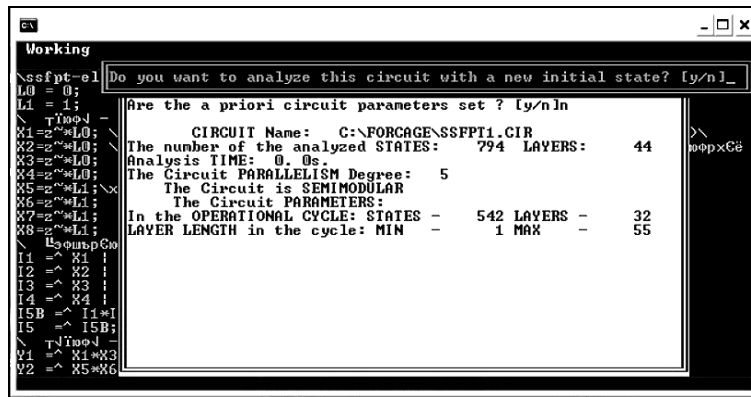 C:\
Working
\ssfpt-el
Do you want to analyze this circuit with a new initial state? [y/n]_
L0 = 0;
L1 = 1;
Are the a priori circuit parameters set ? [y/n]n
X1=z~*L0; \
CIRCUIT Name: C:\FORCAGE\SSFPT1.CIR
X2=z~*L0; \
The number of the analyzed STATES: 794 LAYERS: 44
X3=z~*L0;
Analysis TIME: 0. 0s.
X4=z~*L0;
The Circuit PARALLELISM Degree: 5
X5=z~*L1;\x
The Circuit is SEMIMODULAR
X6=z~*L1;
The Circuit PARAMETERS:
X7=z~*L1;
In the OPERATIONAL CYCLE: STATES - 542 LAYERS - 32
X8=z~*L1;
LAYER LENGTH in the cycle: MIN - 1 MAX - 55
I1 =^ X1 |
I2 =^ X2 |
I3 =^ X3 |
I4 =^ X4 |
I5B =^ I1*I
I5 =^ I5B;
Y1 =^ X1*X3
Y2 =^ X5*X6